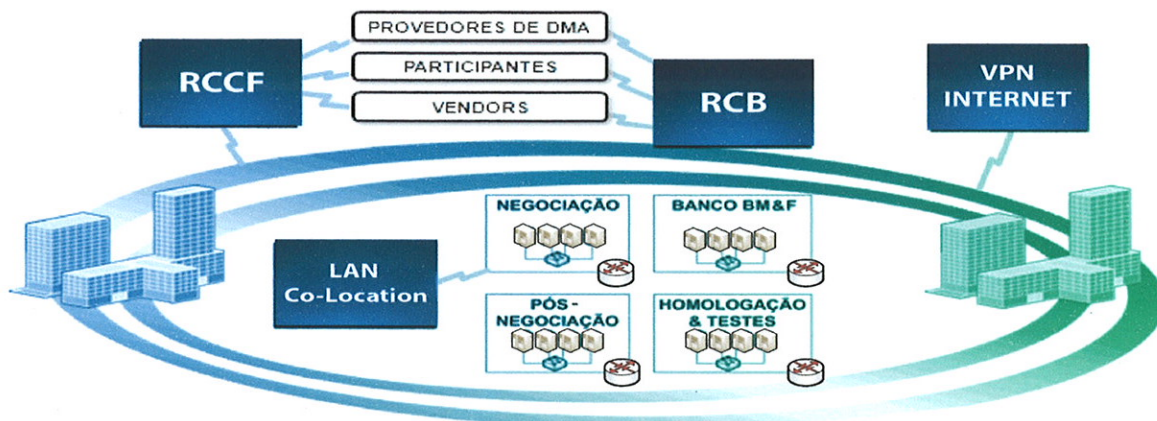 PROVEDORES DE DMA
RCCF
PARTICIPANTES
RCB
VENDORS
VPN
INTERNET
NEGOCIAÇÃO
BANCO BM&F
LAN
Co-Location
PÓS -
NEGOCIAÇÃO
HOMOLOGAÇÃO
& TESTES